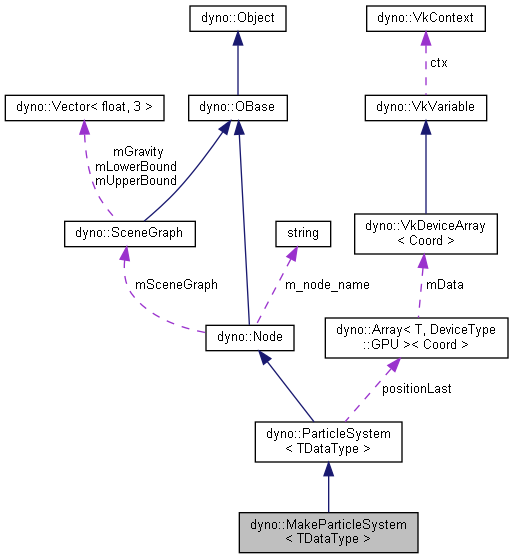 dyno::Object
dyno::VkContext
ctx
dyno::Vector< float, 3 >
dyno::OBase
dyno::VkVariable
mGravity
mLowerBound
mUpperBound
dyno::SceneGraph
string
dyno::VkDeviceArray
< Coord >
mSceneGraph
m_node_name
mData
dyno::Node
dyno::Array< T, DeviceType
::GPU >< Coord >
positionLast
dyno::ParticleSystem
< TDataType >
dyno::MakeParticleSystem
< TDataType >